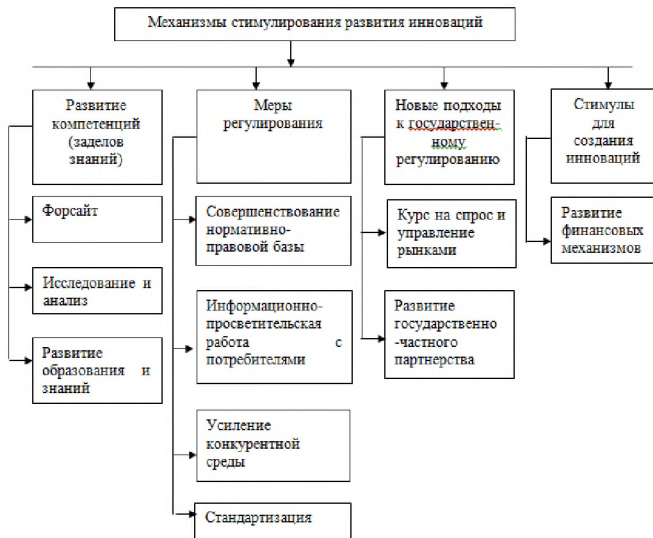 Механизмы стимулирования развития инноваций
Развитие
компетенций
(заделов
знаний)
Форсайт
Исследование и
анализ
Развитие
образования и
знаний
Меры
регулирования
Совершенствование
нормативно-
правовой базы
Информационно-
просветительская
работа с
потребителями
Усиление
конкурентной
среды
Стандартизация
Новые подходы
к государствен-
ному
регулированию
Курс на спрос и
управление
рынками
Развитие
государственно
-частного
партнерства
Стимулы
для
создания
инноваций
Развитие
финансовых
механизмов